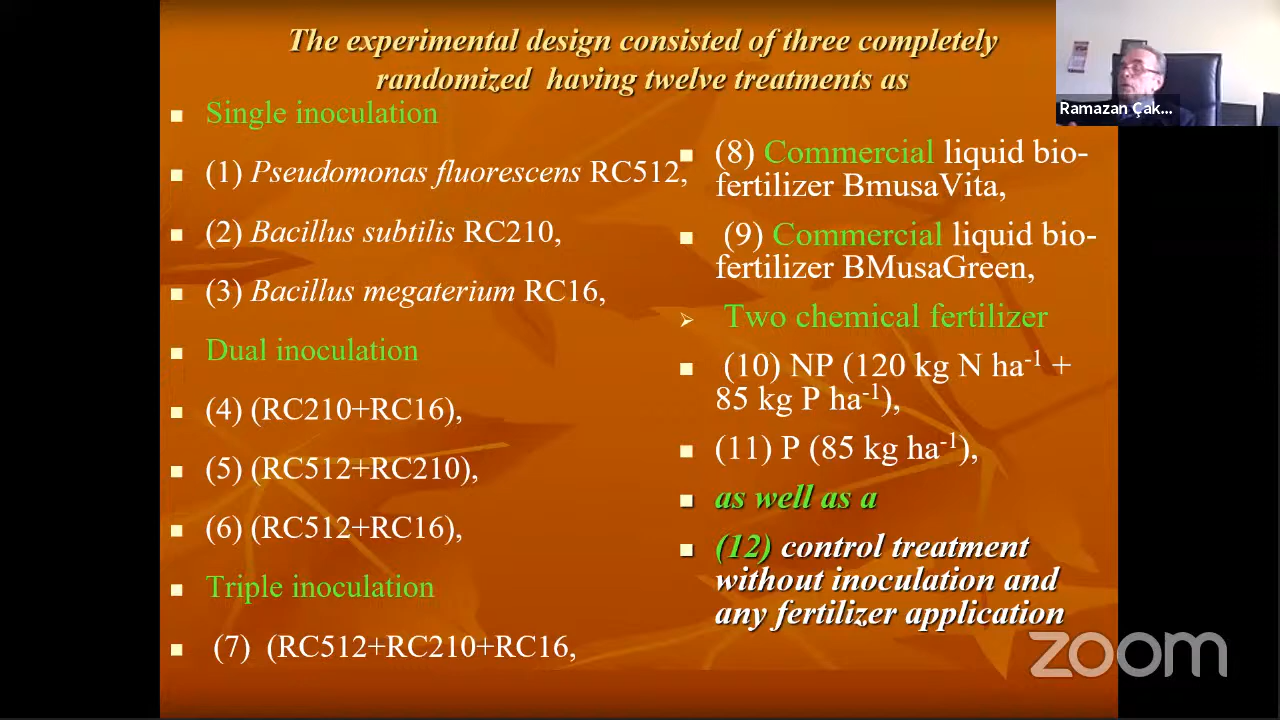 The experimental design consisted of three completely
randomized having twelve treatments as
Single inoculation
(1) Pseudomonas fluorescens RC512,
(2) Bacillus subtilis RC210,
(3) Bacillus megaterium RC16,
Dual inoculation
(4) (RC210+RC16),
(5) (RC512+RC210),
(6) (RC512+RC16),
Triple inoculation
(7) (RC512+RC210+RC16,
(8) Commercial liquid bio-
fertilizer BmusaVita,
(9) Commercial liquid bio-
fertilizer BMusaGreen,
Two chemical fertilizer
(10) NP (120 kg N ha⁻¹ +
85 kg P ha⁻¹),
(11) P (85 kg ha⁻¹),
as well as a
(12) control treatment
without inoculation and
any fertilizer application
Ramazan Çak...
zoom